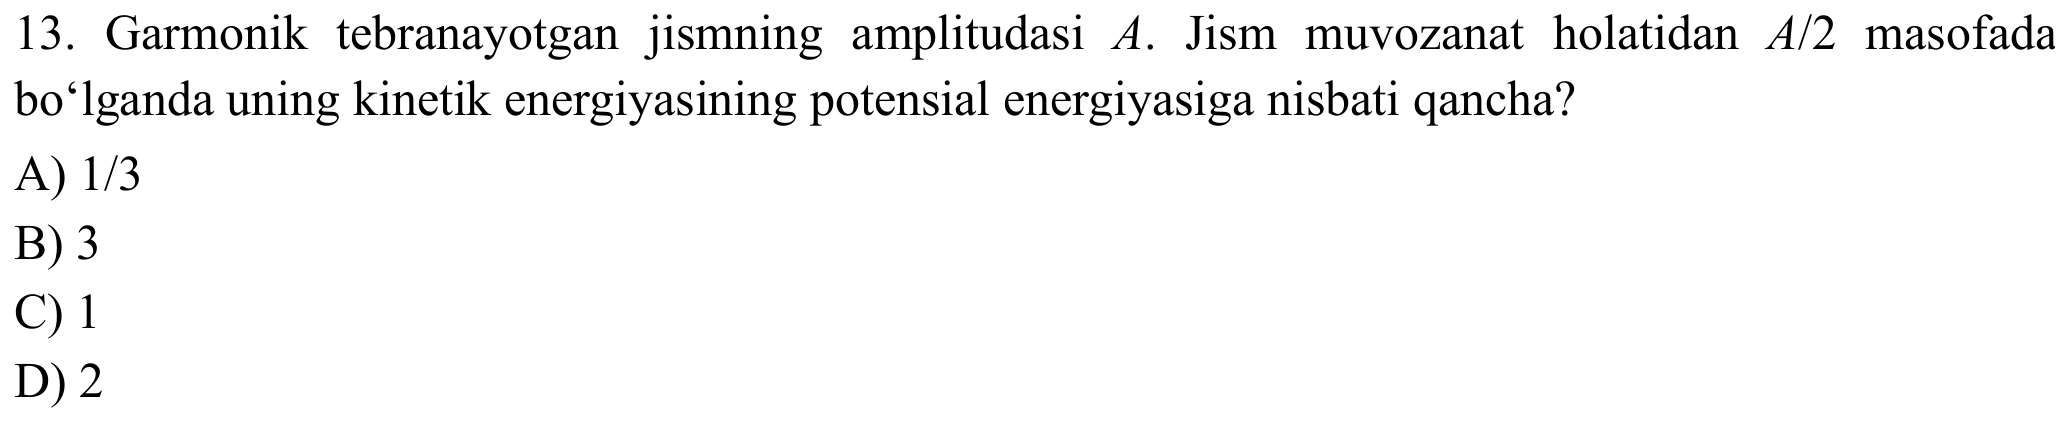 13. Garmonik tebranayotgan jismning amplitudasi A. Jism muvozanat holatidan A/2 masofada
bo‘lganda uning kinetik energiyasining potensial energiyasiga nisbati qancha?
A) 1/3
B) 3
C) 1
D) 2